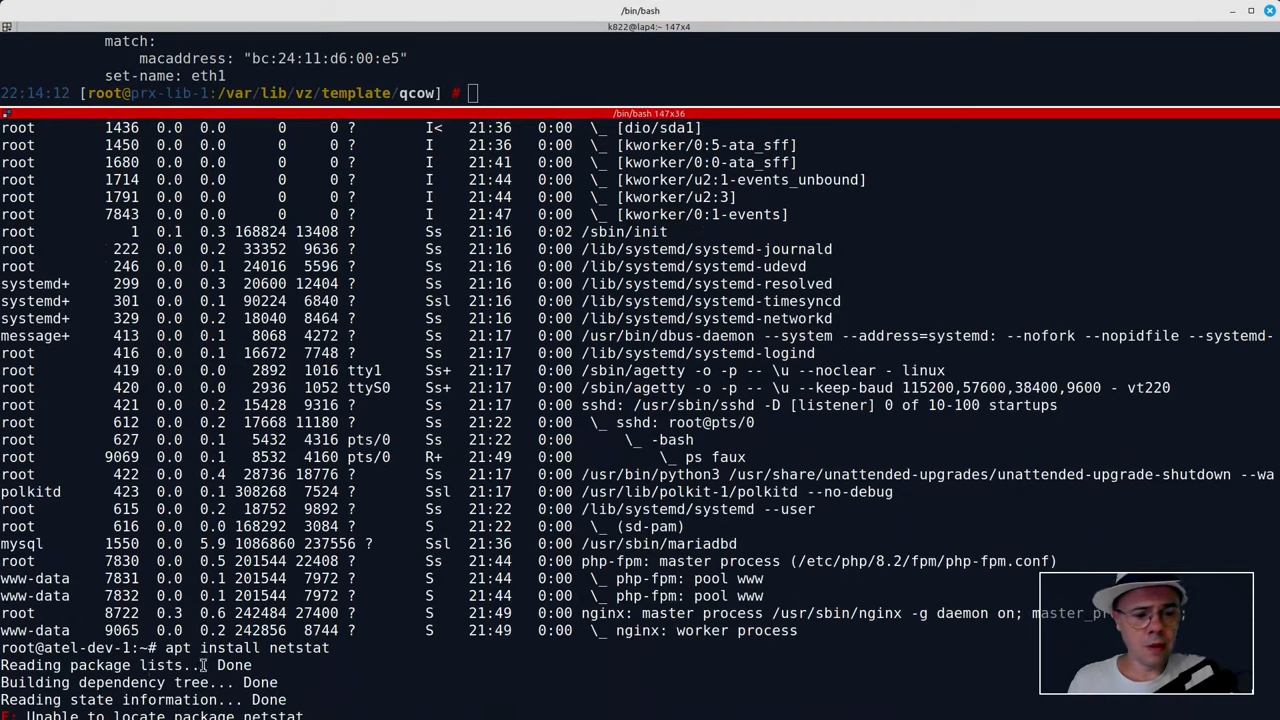 /bin/bash
k822@lap4:~ 147x4
match:
macaddress: "bc:24:11:d6:00:e5"
set-name: eth1
22:14:12 [root@prx-lib-1:/var/lib/vz/template/qcow] #
/bin/bash 147x36
root 1436 0.0 0.0 0 0 ? I< 21:36 0:00 \_ [dio/sda1]
root 1450 0.0 0.0 0 0 ? I 21:36 0:00 \_ [kworker/0:5-ata_sff]
root 1680 0.0 0.0 0 0 ? I 21:41 0:00 \_ [kworker/0:0-ata_sff]
root 1714 0.0 0.0 0 0 ? I 21:44 0:00 \_ [kworker/u2:1-events_unbound]
root 1791 0.0 0.0 0 0 ? I 21:44 0:00 \_ [kworker/u2:3]
root 7843 0.0 0.0 0 0 ? I 21:47 0:00 \_ [kworker/0:1-events]
root 1 0.1 0.3 168824 13408 ? Ss 21:16 0:02 /sbin/init
root 222 0.0 0.2 33352 9636 ? Ss 21:16 0:00 /lib/systemd/systemd-journald
root 246 0.0 0.1 24016 5596 ? Ss 21:16 0:00 /lib/systemd/systemd-udevd
systemd+ 299 0.0 0.3 20600 12404 ? Ss 21:16 0:00 /lib/systemd/systemd-resolved
systemd+ 301 0.0 0.1 90224 6840 ? Ssl 21:16 0:00 /lib/systemd/systemd-timesyncd
systemd+ 329 0.0 0.2 18040 8464 ? Ss 21:16 0:00 /lib/systemd/systemd-networkd
message+ 413 0.0 0.1 8068 4272 ? Ss 21:17 0:00 /usr/bin/dbus-daemon --system --address=systemd: --nofork --nopidfile --systemd-
root 416 0.0 0.1 16672 7748 ? Ss 21:17 0:00 /lib/systemd/systemd-logind
root 419 0.0 0.0 2892 1016 tty1 Ss+ 21:17 0:00 /sbin/agetty -o -p -- \u --noclear - linux
root 420 0.0 0.0 2936 1052 ttyS0 Ss+ 21:17 0:00 /sbin/agetty -o -p -- \u --keep-baud 115200,57600,38400,9600 - vt220
root 421 0.0 0.2 15428 9316 ? Ss 21:17 0:00 sshd: /usr/sbin/sshd -D [listener] 0 of 10-100 startups
root 612 0.0 0.2 17668 11180 ? Ss 21:22 0:00 \_ sshd: root@pts/0
root 627 0.0 0.1 5432 4316 pts/0 Ss 21:22 0:00 \_ -bash
root 9069 0.0 0.1 8532 4160 pts/0 R+ 21:49 0:00 \_ ps faux
root 422 0.0 0.4 28736 18776 ? Ss 21:17 0:00 /usr/bin/python3 /usr/share/unattended-upgrades/unattended-upgrade-shutdown --wa
polkitd 423 0.0 0.1 308268 7524 ? Ssl 21:17 0:00 /usr/lib/polkit-1/polkitd --no-debug
root 615 0.0 0.2 18752 9892 ? Ss 21:22 0:00 /lib/systemd/systemd --user
root 616 0.0 0.0 168292 3084 ? S 21:22 0:00 \_ (sd-pam)
mysql 1550 0.0 5.9 1086860 237556 ? Ssl 21:36 0:00 /usr/sbin/mariadbd
root 7830 0.0 0.5 201544 22408 ? Ss 21:44 0:00 php-fpm: master process (/etc/php/8.2/fpm/php-fpm.conf)
www-data 7831 0.0 0.1 201544 7972 ? S 21:44 0:00 \_ php-fpm: pool www
www-data 7832 0.0 0.1 201544 7972 ? S 21:44 0:00 \_ php-fpm: pool www
root 8722 0.3 0.6 242484 27400 ? S 21:49 0:00 nginx: master process /usr/sbin/nginx -g daemon on; master_pr
www-data 9065 0.0 0.2 242856 8744 ? S 21:49 0:00 \_ nginx: worker process
root@atel-dev-1:~# apt install netstat
Reading package lists... Done
Building dependency tree... Done
Reading state information... Done
E: Unable to locate package netstat